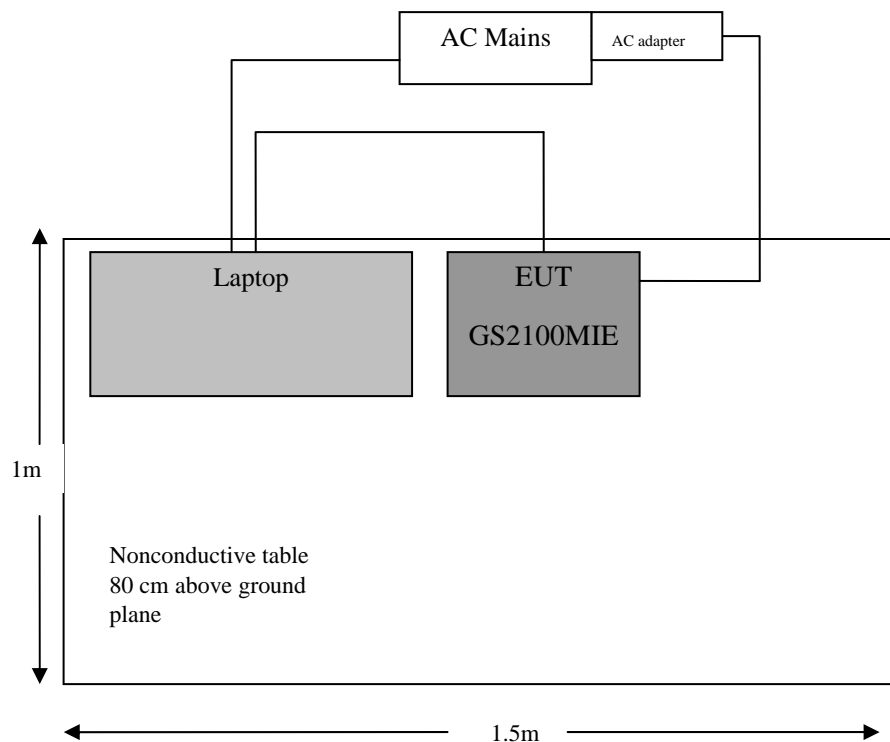 AC Mains
AC adapter
Laptop
EUT
GS2100MIE
1m
Nonconductive table
80 cm above ground
plane
1.5m